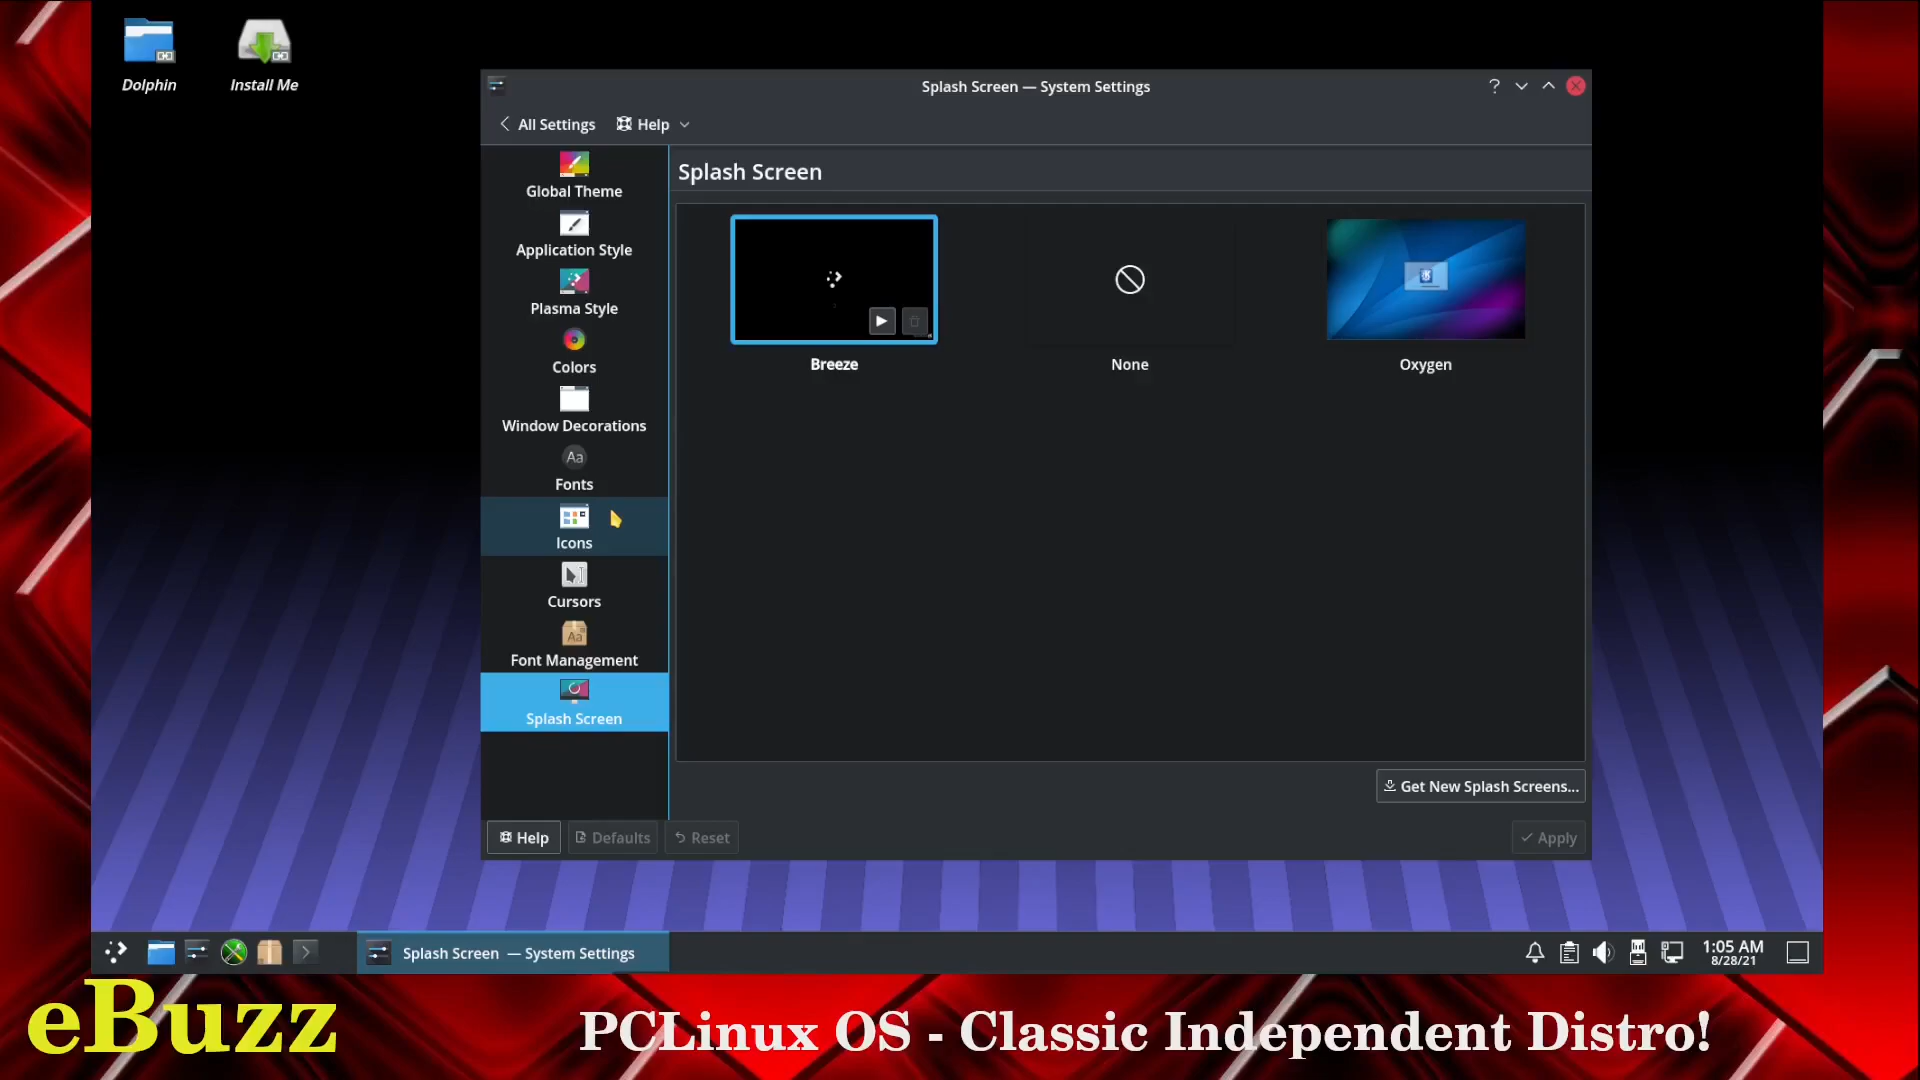 Dolphin
Install Me
Splash Screen — System Settings
All Settings
Help
Global Theme
Application Style
Plasma Style
Colors
Window Decorations
Aa
Fonts
Icons
Cursors
Aa
Font Management
Splash Screen
Splash Screen
Breeze
None
Oxygen
Get New Splash Screens...
Help
Defaults
Reset
Apply
Splash Screen — System Settings
1:05 AM
8/28/21
eBuzz
PCLinux OS - Classic Independent Distro!